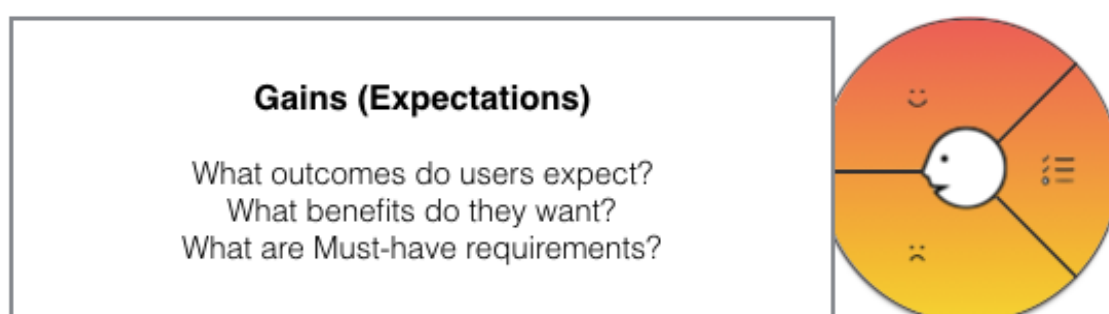 Gains (Expectations)
What outcomes do users expect?
What benefits do they want?
What are Must-have requirements?